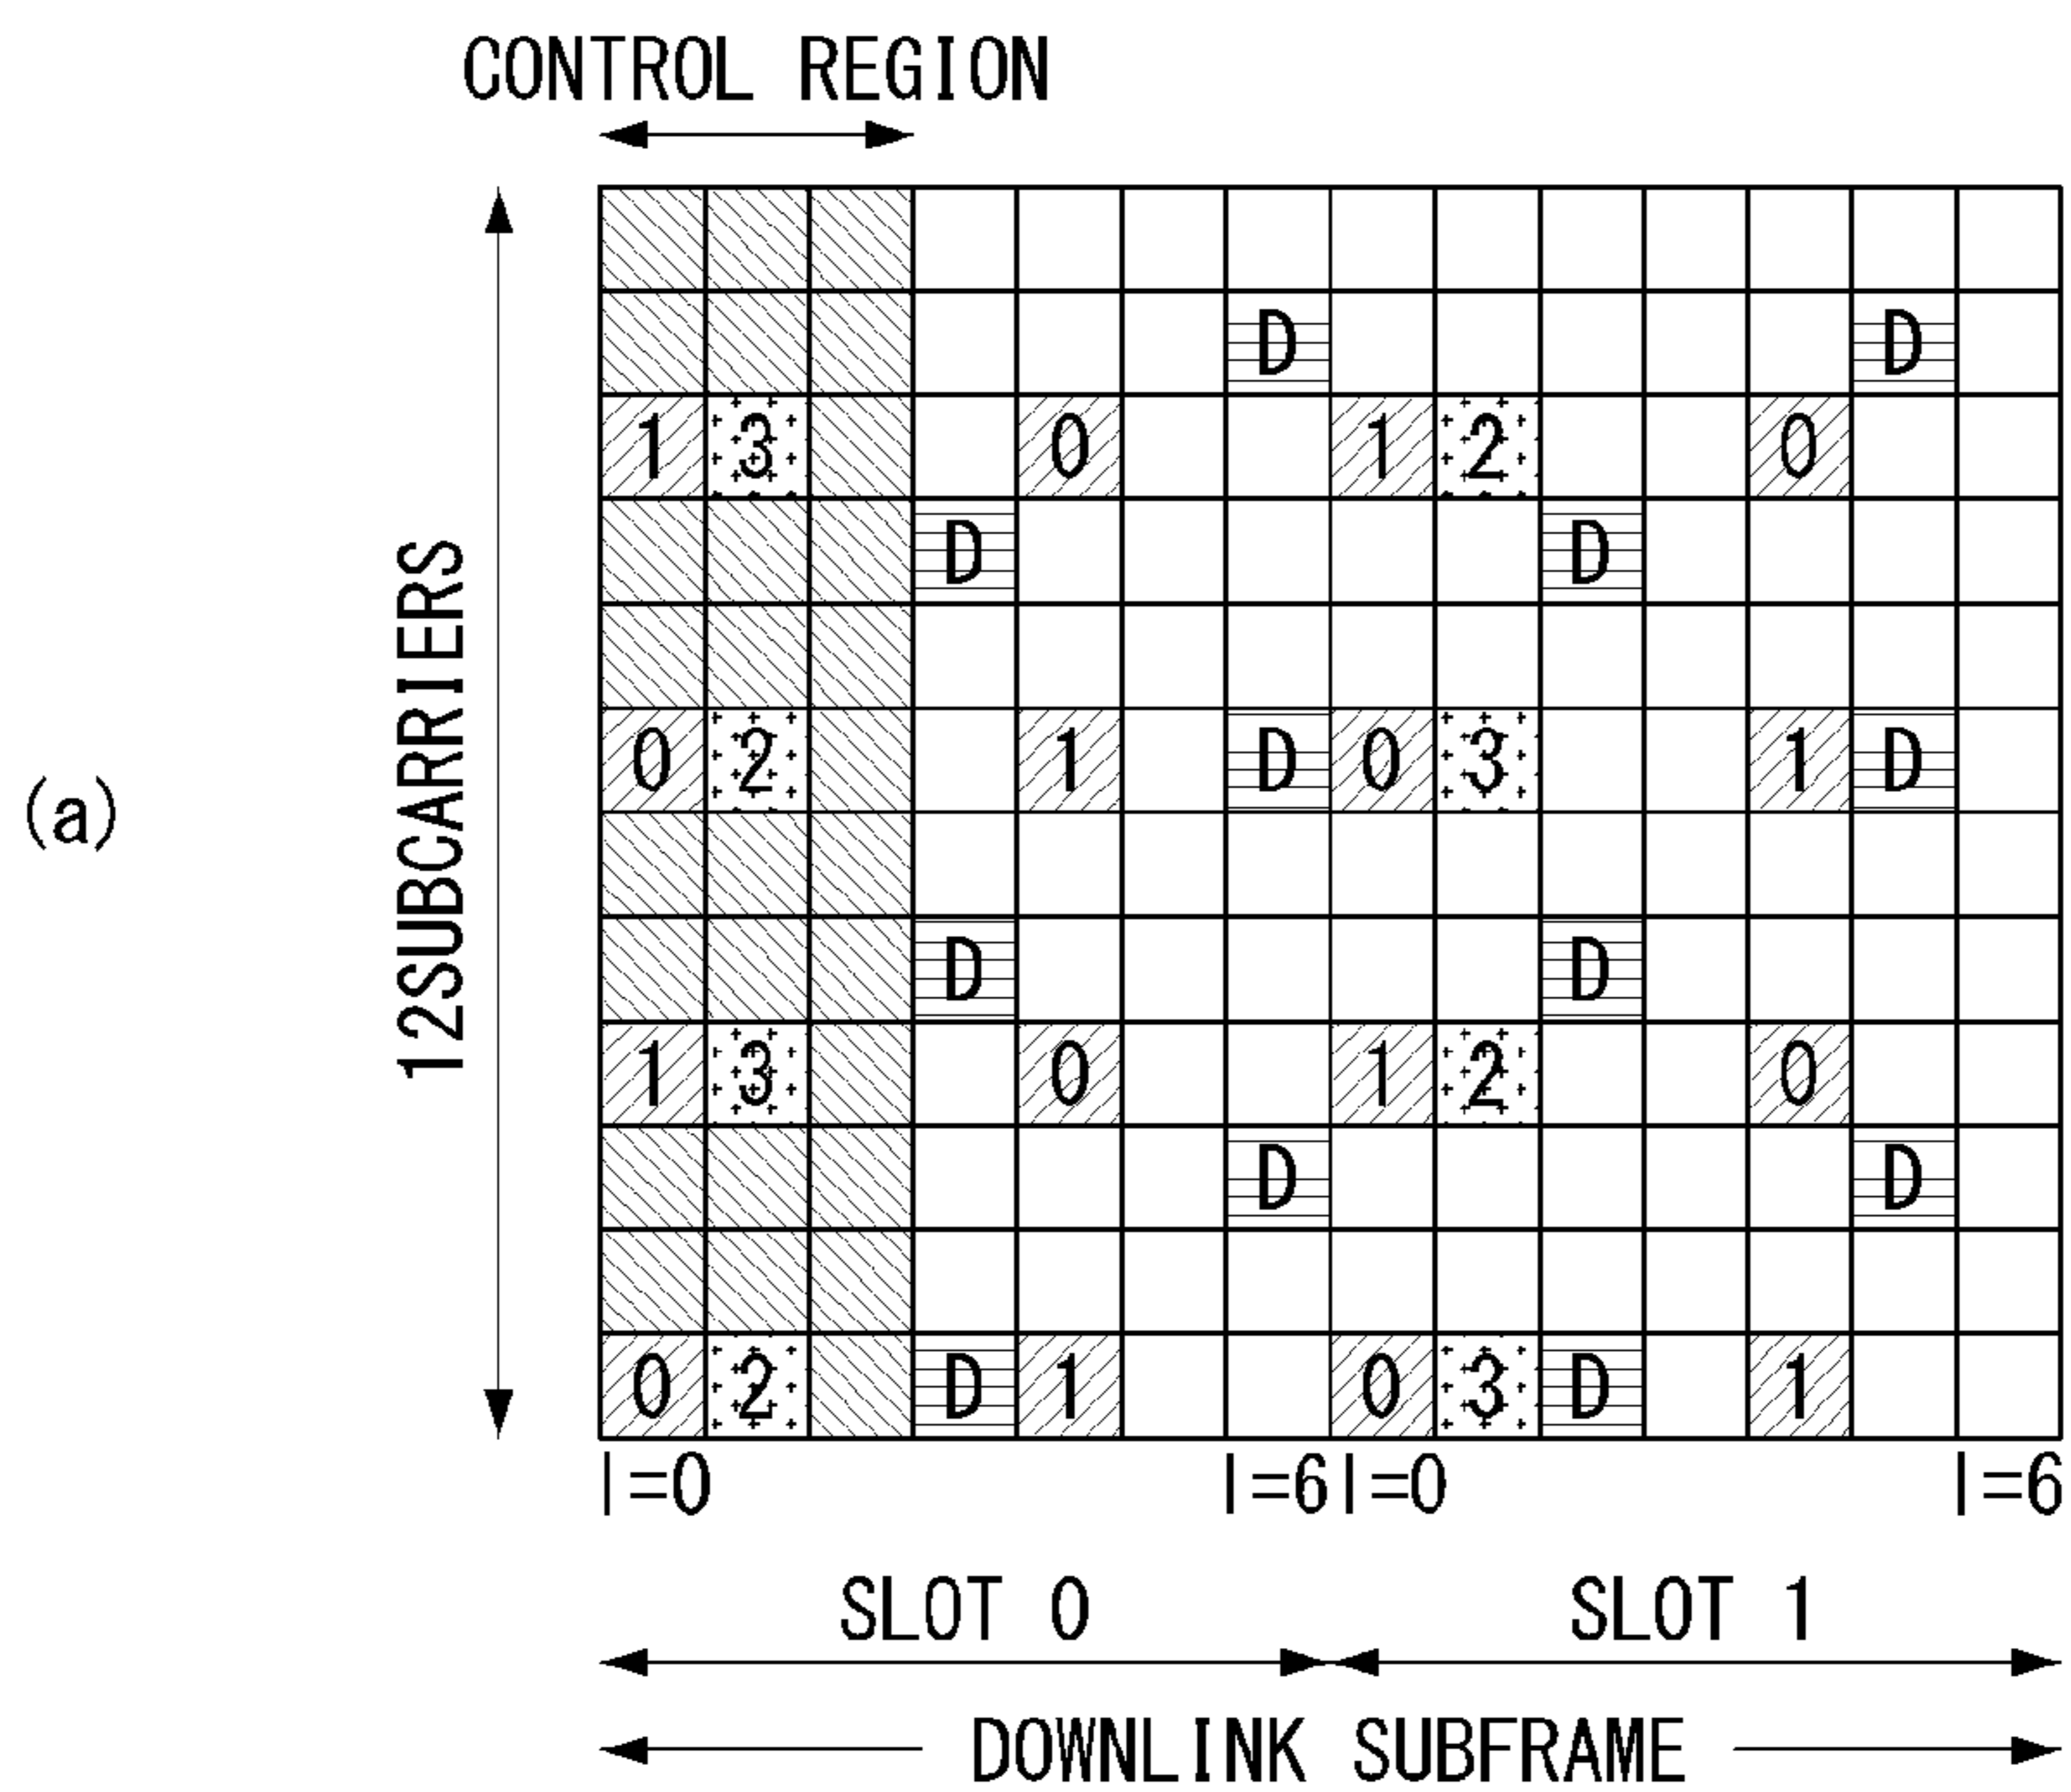 CONTROL REGION
D D
1 3 0 1 2 0
D D
0 2 1 D 0 3 1 D
12SUBCARRIERS
(a)
D D
1 3 0 1 2 0
D D
0 2 D 1 0 3 D 1
l=0 l=6 l=0 l=6
SLOT 0 SLOT 1
DOWNLINK SUBFRAME